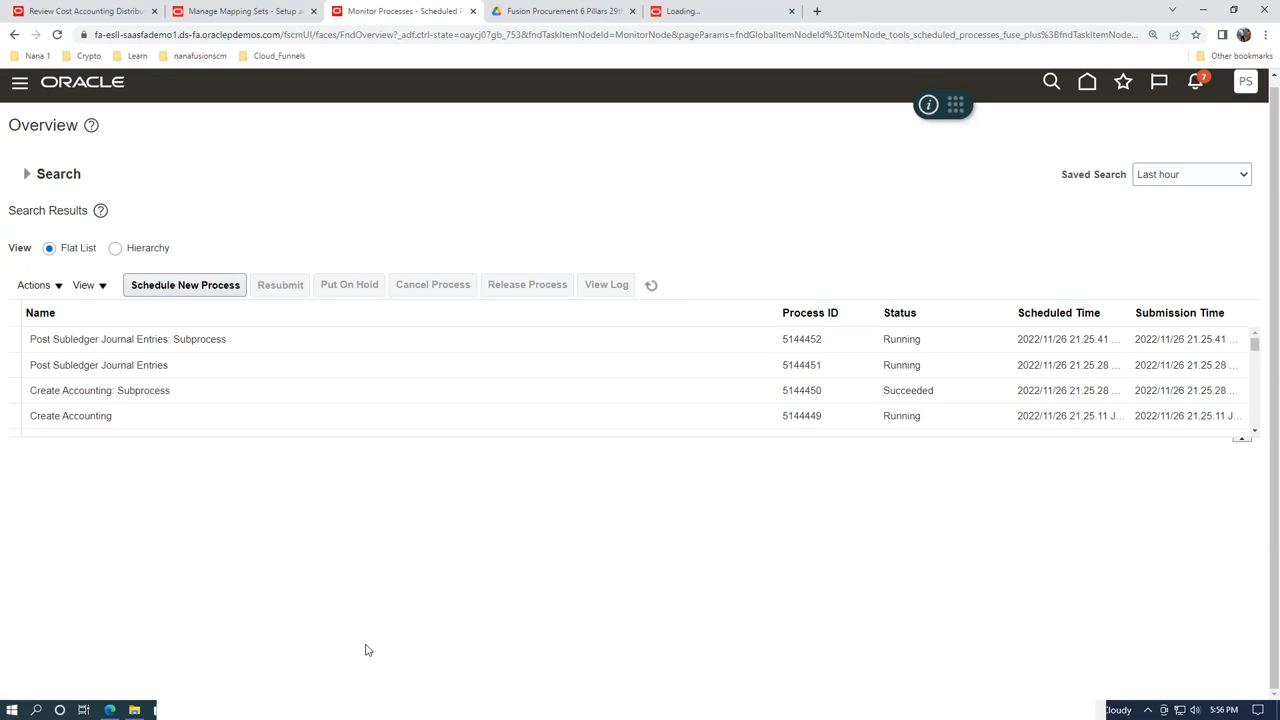 Review Cost Accounting Distribu
Manage Mapping Sets - Setup a
Monitor Processes - Scheduled P
Fusion Procurement 6 Pillars 29th
Loading...
fa-esll-saasfademo1.ds-fa.oraclepdemos.com/fscmUI/faces/FndOverview?_adf.ctrl-state=oaycj07gb_753&fndTaskItemNodeId=MonitorNode&pageParams=fndGlobalItemNodeId%3DitemNode_tools_scheduled_processes_fuse_plus%3BfndTaskItemNode...
Nana 1
Crypto
Learn
nanafusionscm
Cloud_Funnels
Other bookmarks
ORACLE
7
PS
Overview
Search
Saved Search Last hour
Search Results
View Flat List Hierarchy
Actions View Schedule New Process Resubmit Put On Hold Cancel Process Release Process View Log
Name Process ID Status Scheduled Time Submission Time
Post Subledger Journal Entries: Subprocess 5144452 Running 2022/11/26 21.25.41 ... 2022/11/26 21.25.41 ...
Post Subledger Journal Entries 5144451 Running 2022/11/26 21.25.28 ... 2022/11/26 21.25.28 ...
Create Accounting: Subprocess 5144450 Succeeded 2022/11/26 21.25.28 ... 2022/11/26 21.25.28 ...
Create Accounting 5144449 Running 2022/11/26 21.25.11 J... 2022/11/26 21.25.11 J...
Cloudy
5:56 PM